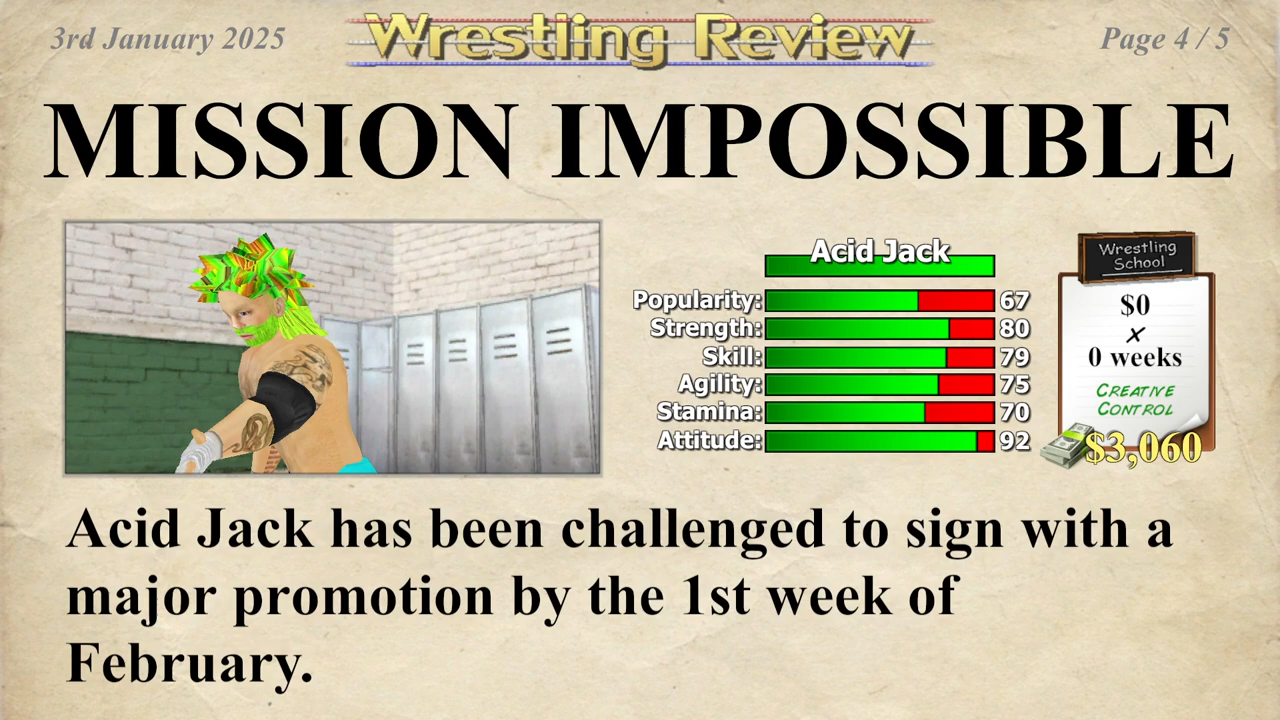 3rd January 2025
Wrestling Review
Page 4 / 5
MISSION IMPOSSIBLE
Acid Jack
Popularity: 67
Strength: 80
Skill: 79
Agility: 75
Stamina: 70
Attitude: 92
Wrestling
School
$0
x
0 weeks
CREATIVE
CONTROL
$3,060
Acid Jack has been challenged to sign with a
major promotion by the 1st week of
February.